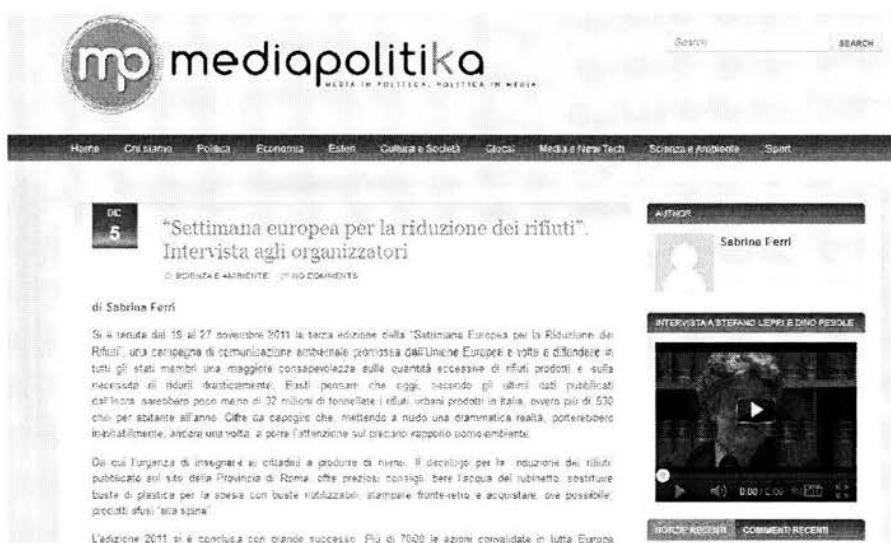 mp mediapolitika
MEDIA IN POLITICA, POLITICA IN MEDIA
Search SEARCH
Home Chi siamo Politica Economia Esteri Cultura e Società Glocal Media e New Tech Scienza e Ambiente Sport
DIC
5
“Settimana europea per la riduzione dei rifiuti”.
Intervista agli organizzatori
SCIENZA E AMBIENTE NO COMMENTS
di Sabrina Ferri
Si è tenuta dal 19 al 27 novembre 2011 la terza edizione della “Settimana Europea per la Riduzione dei
Rifiuti”, una campagna di comunicazione ambientale promossa dall'Unione Europea e volta a diffondere in
tutti gli stati membri una maggiore consapevolezza sulle quantità eccessive di rifiuti prodotti e sulla
necessità di ridurli drasticamente. Basti pensare che oggi, secondo gli ultimi dati pubblicati
sarebbero poco meno di 32 milioni di tonnellate i rifiuti urbani prodotti in Italia, ovvero più di 530
chili per abitante all'anno. Cifre da capogiro che, mettendo a nudo una drammatica realtà, porterebbero
inevitabilmente, ancora una volta, a porre l'attenzione sul precario rapporto uomo-ambiente.
Da qui l'urgenza di insegnare ai cittadini a produrre di meno. Il decalogo per la riduzione dei rifiuti,
pubblicato sul sito della Provincia di Roma, offre preziosi consigli: bere l'acqua del rubinetto, sostituire
buste di plastica per la spesa con buste riutilizzabili, stampare fronte-retro e acquistare, ove possibile,
prodotti sfusi “alla spina”.
L'edizione 2011 si è conclusa con grande successo. Più di 7000 le azioni convalidate in tutta Europa
AUTHOR
Sabrina Ferri
INTERVISTA A STEFANO LEPRI E DINO PESOLE
0:00
NOTIZIE RECENTI COMMENTI RECENTI